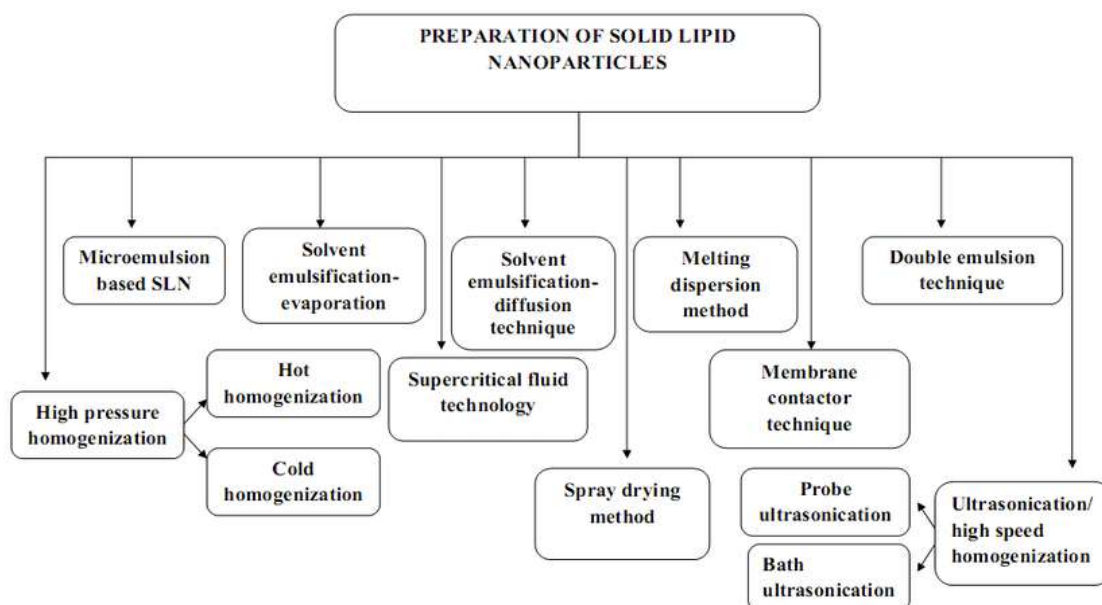 PREPARATION OF SOLID LIPID
NANOPARTICLES
Microemulsion
based SLN
Solvent
emulsification-
evaporation
Solvent
emulsification-
diffusion
technique
Melting
dispersion
method
Double emulsion
technique
High pressure
homogenization
Hot
homogenization
Cold
homogenization
Supercritical fluid
technology
Membrane
contactor
technique
Spray drying
method
Probe
ultrasonication
Bath
ultrasonication
Ultrasonication/
high speed
homogenization